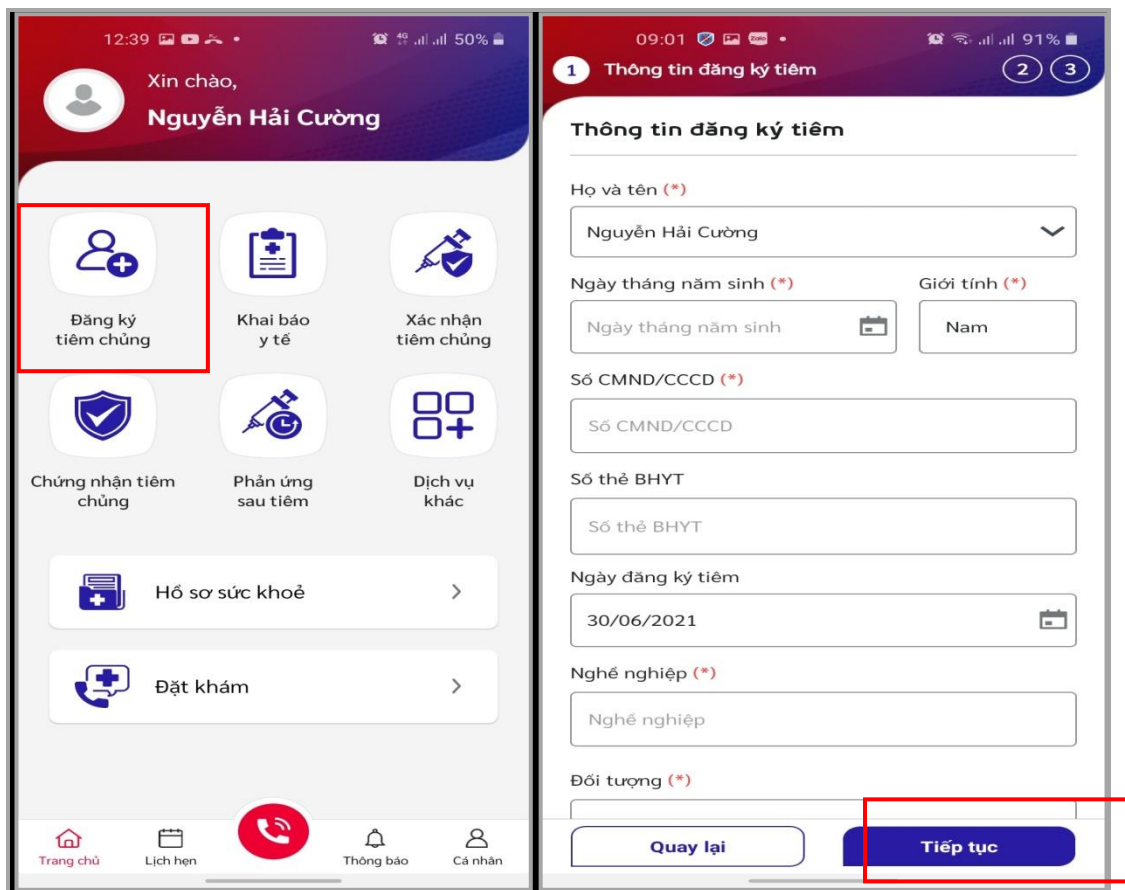 12:39
4G
50%
Xin chào,
Nguyễn Hải Cường
Đăng ký
tiêm chủng
Khai báo
y tế
Xác nhận
tiêm chủng
Chứng nhận tiêm
chủng
Phản ứng
sau tiêm
Dịch vụ
khác
Hồ sơ sức khoẻ
Đặt khám
Trang chủ
Lịch hẹn
Thông báo
Cá nhân
09:01
Zalo
91%
1 Thông tin đăng ký tiêm 2 3
Thông tin đăng ký tiêm
Họ và tên (*)
Nguyễn Hải Cường
Ngày tháng năm sinh (*) Giới tính (*)
Ngày tháng năm sinh Nam
Số CMND/CCCD (*)
Số CMND/CCCD
Số thẻ BHYT
Số thẻ BHYT
Ngày đăng ký tiêm
30/06/2021
Nghề nghiệp (*)
Nghề nghiệp
Đối tượng (*)
Quay lại Tiếp tục